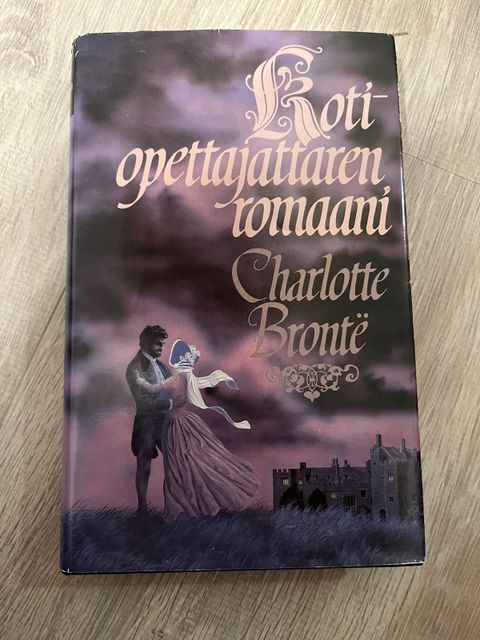 Koti-
opettajattaren
romaani
Charlotte
Brontë